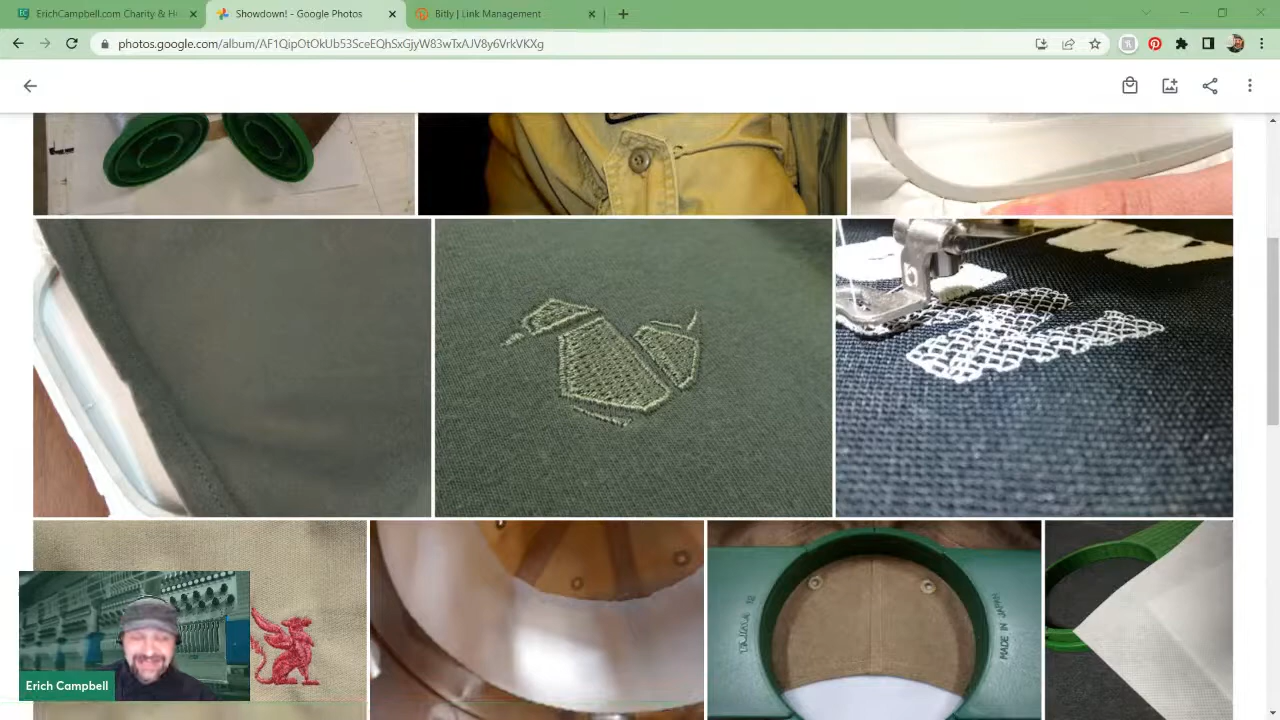 ErichCampbell.com Charity & H
Showdown! - Google Photos
Bitly | Link Management
photos.google.com/album/AF1QipOtOkUb53SceEQhSxGjyW83wTxAJV8y6VrkVKXg
MADE IN JAPAN
Erich Campbell